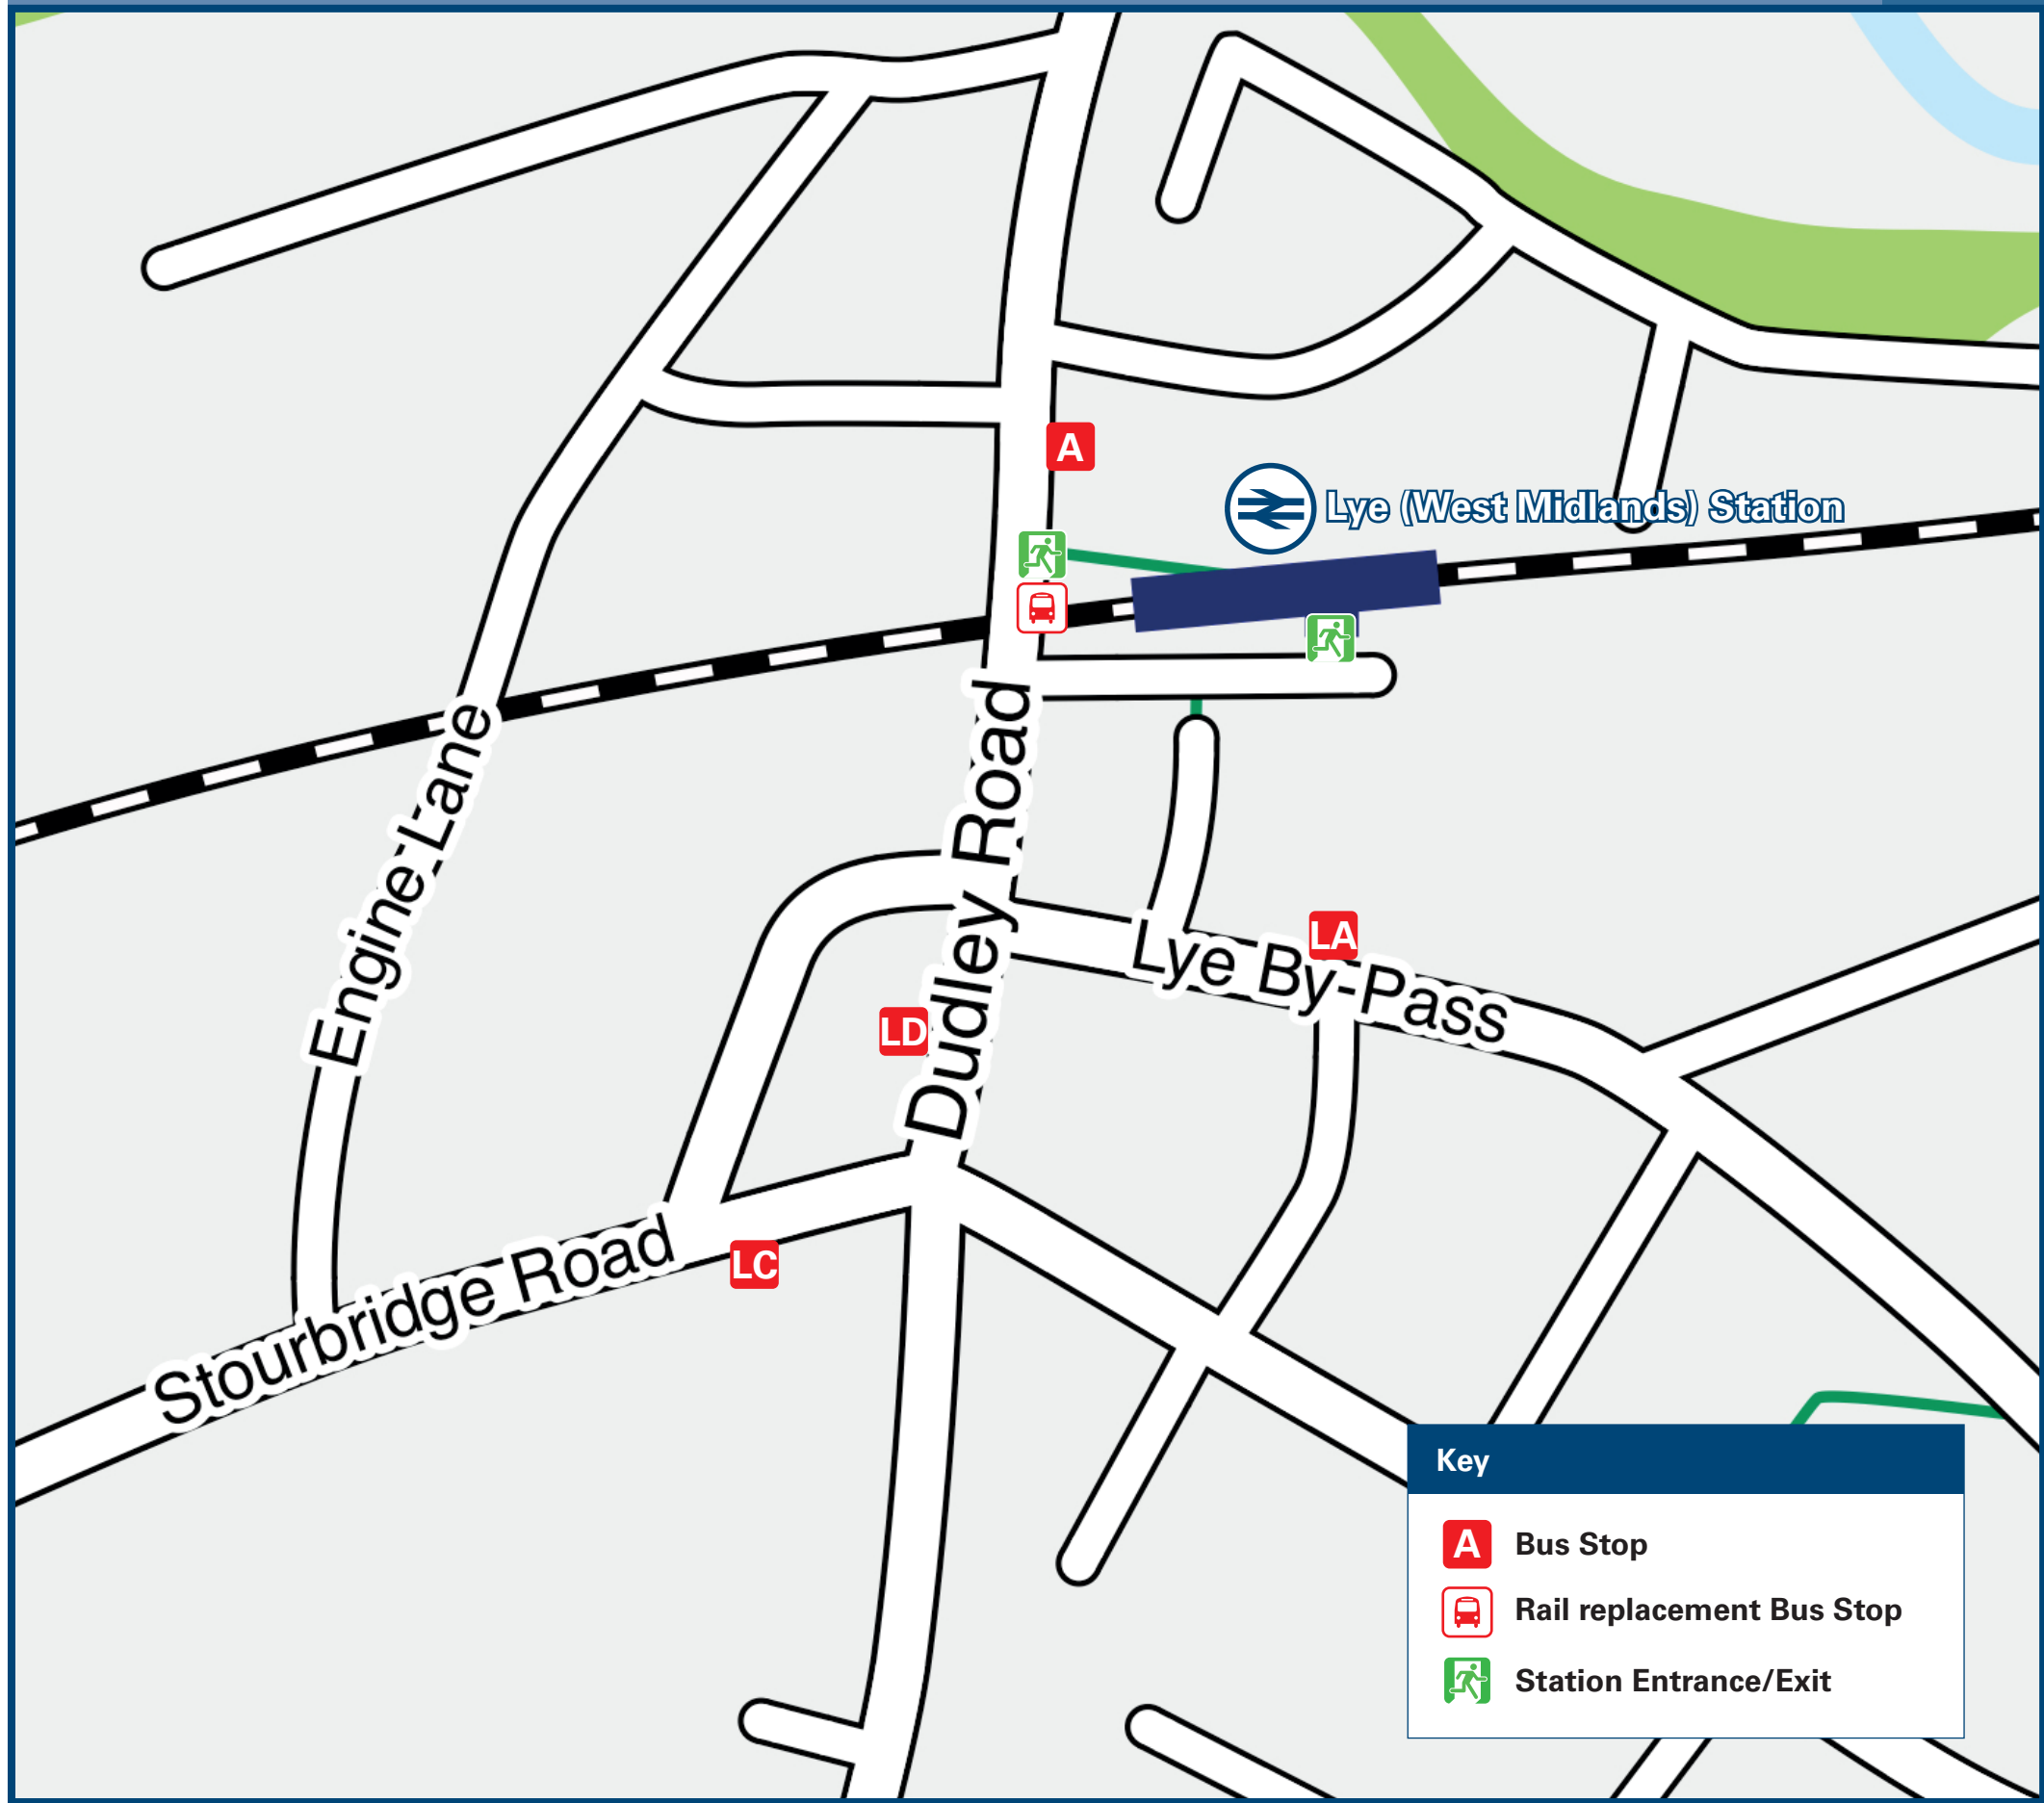 A
Lye (West Midlands) Station
Engine Lane
Dudley Road
LA
Lye By-Pass
LD
Stourbridge Road
LC
Key
A Bus Stop
Rail replacement Bus Stop
Station Entrance/Exit